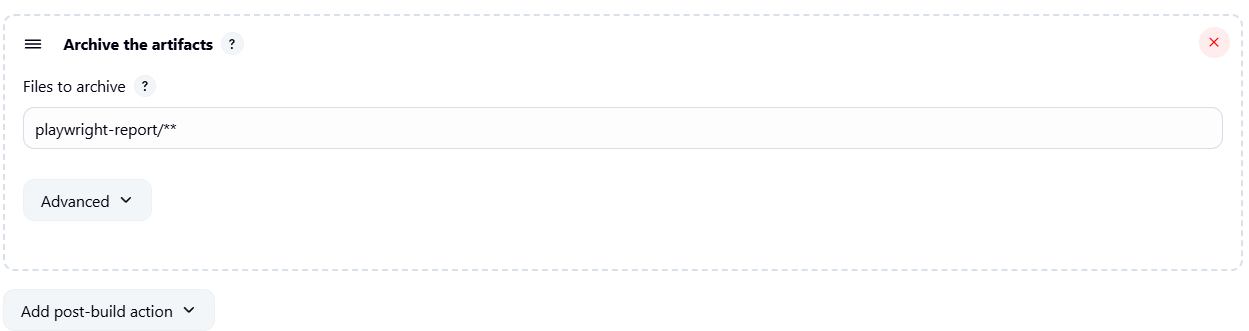 Archive the artifacts ?
Files to archive ?
playwright-report/**
Advanced
Add post-build action